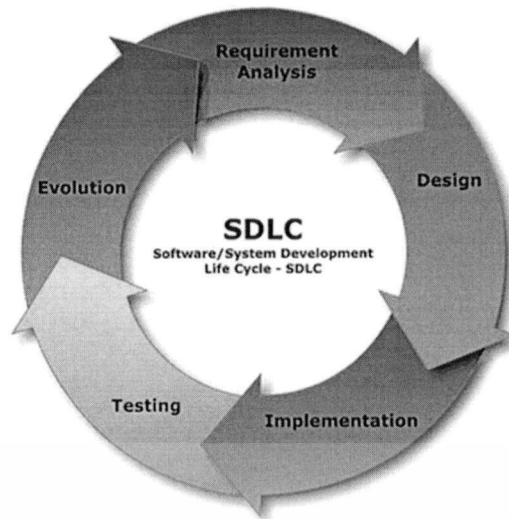 Requirement
Analysis
Design
Implementation
Testing
Evolution
SDLC
Software/System Development
Life Cycle - SDLC